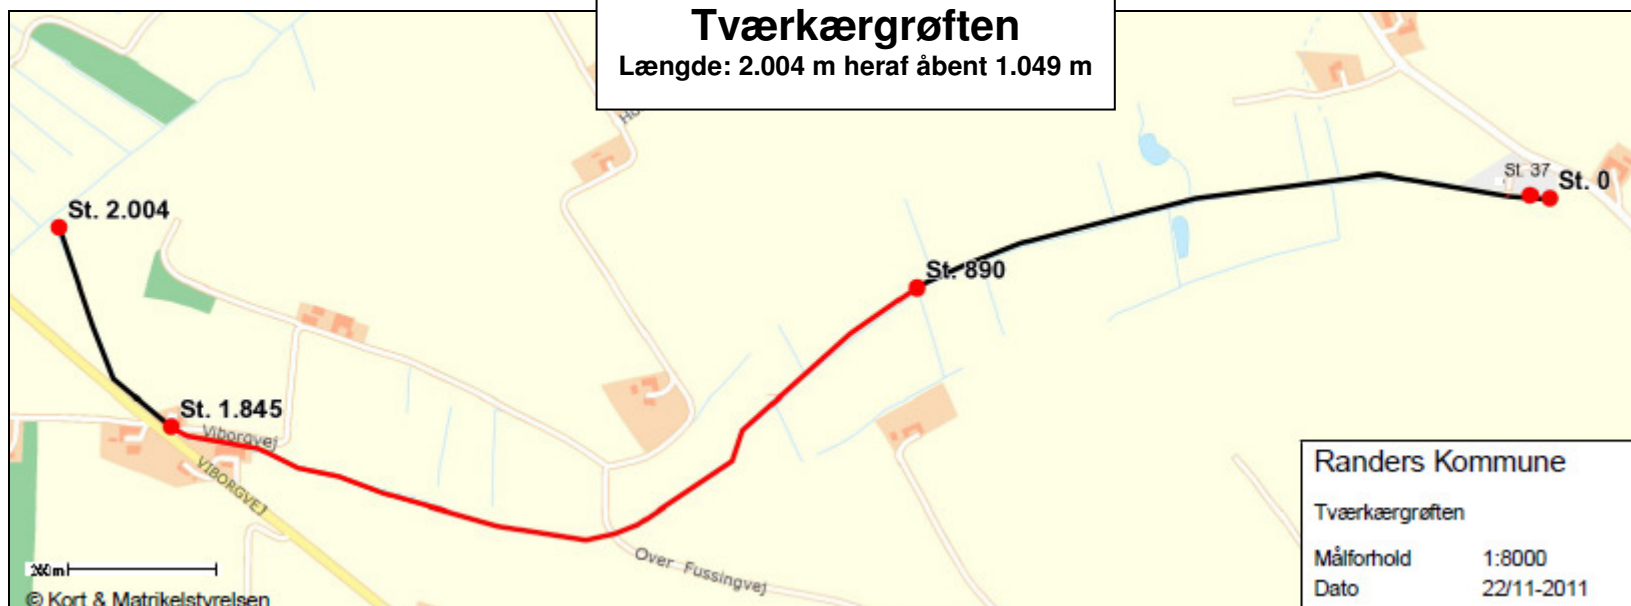 Tværkærgrøften
Længde: 2.004 m heraf åbent 1.049 m
St. 37
St. 0
St. 2.004
St. 890
St. 1.845
Viborgvej
VIBORGVEJ
Over Fussingvej
© Kort & Matrikelstyrelsen
Randers Kommune
Tværkærgrøften
Målforhold 1:8000
Dato 22/11-2011